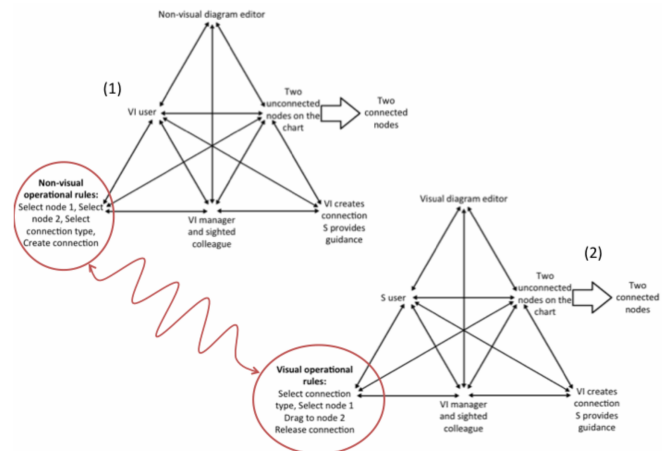 Non-visual diagram editor
(1)
VI user
Two
unconnected
nodes on the
chart
Two
connected
nodes
Non-visual
operational rules:
Select node 1, Select
node 2, Select
connection type,
Create connection
VI manager
and sighted
colleague
VI creates
connection
S provides
guidance
Visual diagram editor
(2)
S user
Two
unconnected
nodes on the
chart
Two
connected
nodes
Visual operational
rules:
Select connection
type, Select node 1
Drag to node 2
Release connection
VI manager
and sighted
colleague
VI creates
connection
S provides
guidance